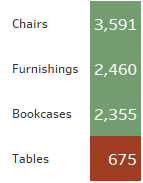 Chairs 3,591
Furnishings 2,460
Bookcases 2,355
Tables 675